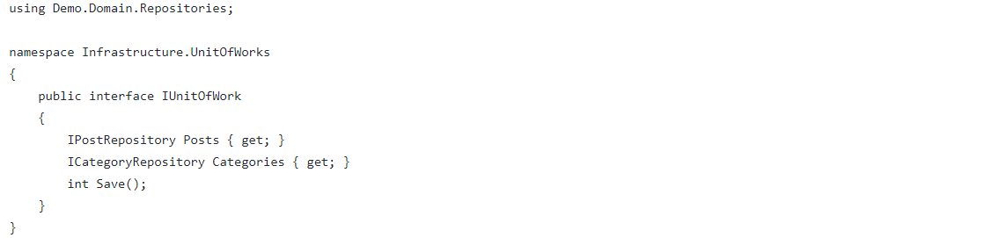 using Demo.Domain.Repositories;

namespace Infrastructure.UnitOfWorks
{
    public interface IUnitOfWork
    {
        IPostRepository Posts { get; }
        ICategoryRepository Categories { get; }
        int Save();
    }
}